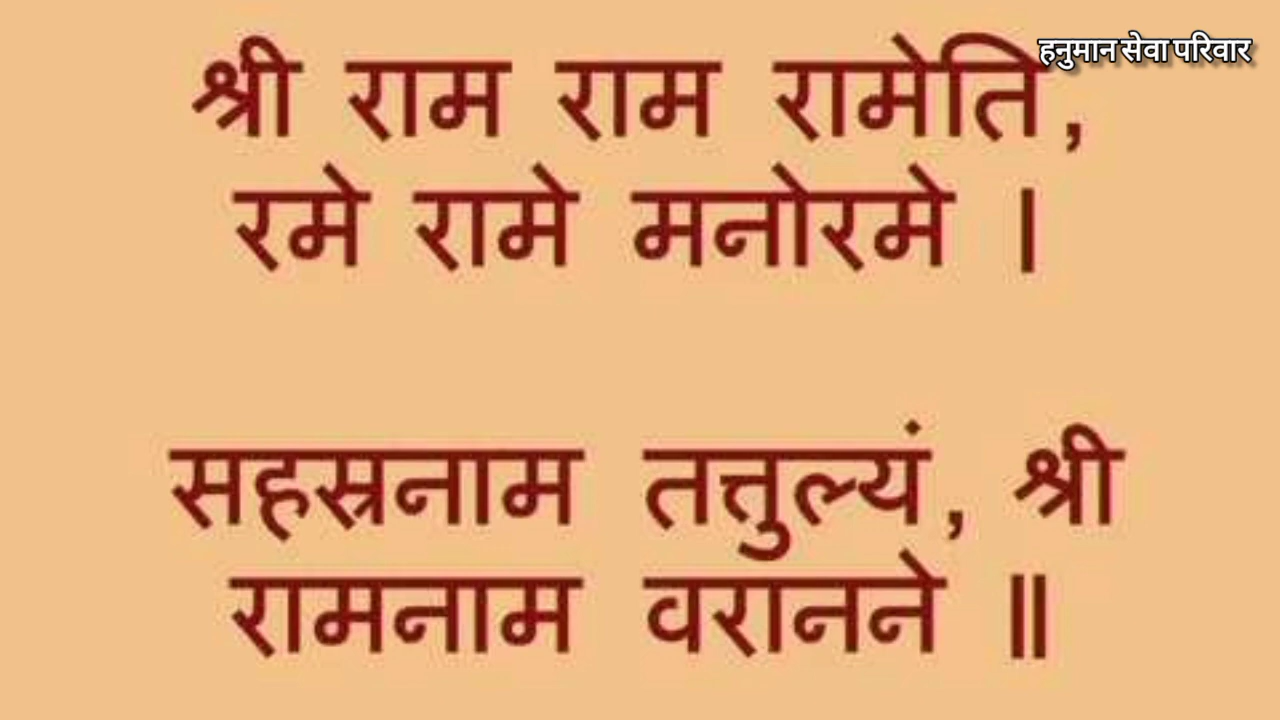 हनुमान सेवा परिवार
श्री राम राम रामेति,
रमे रामे मनोरमे ।
सहस्रनाम तत्तुल्यं, श्री
रामनाम वरानने ॥